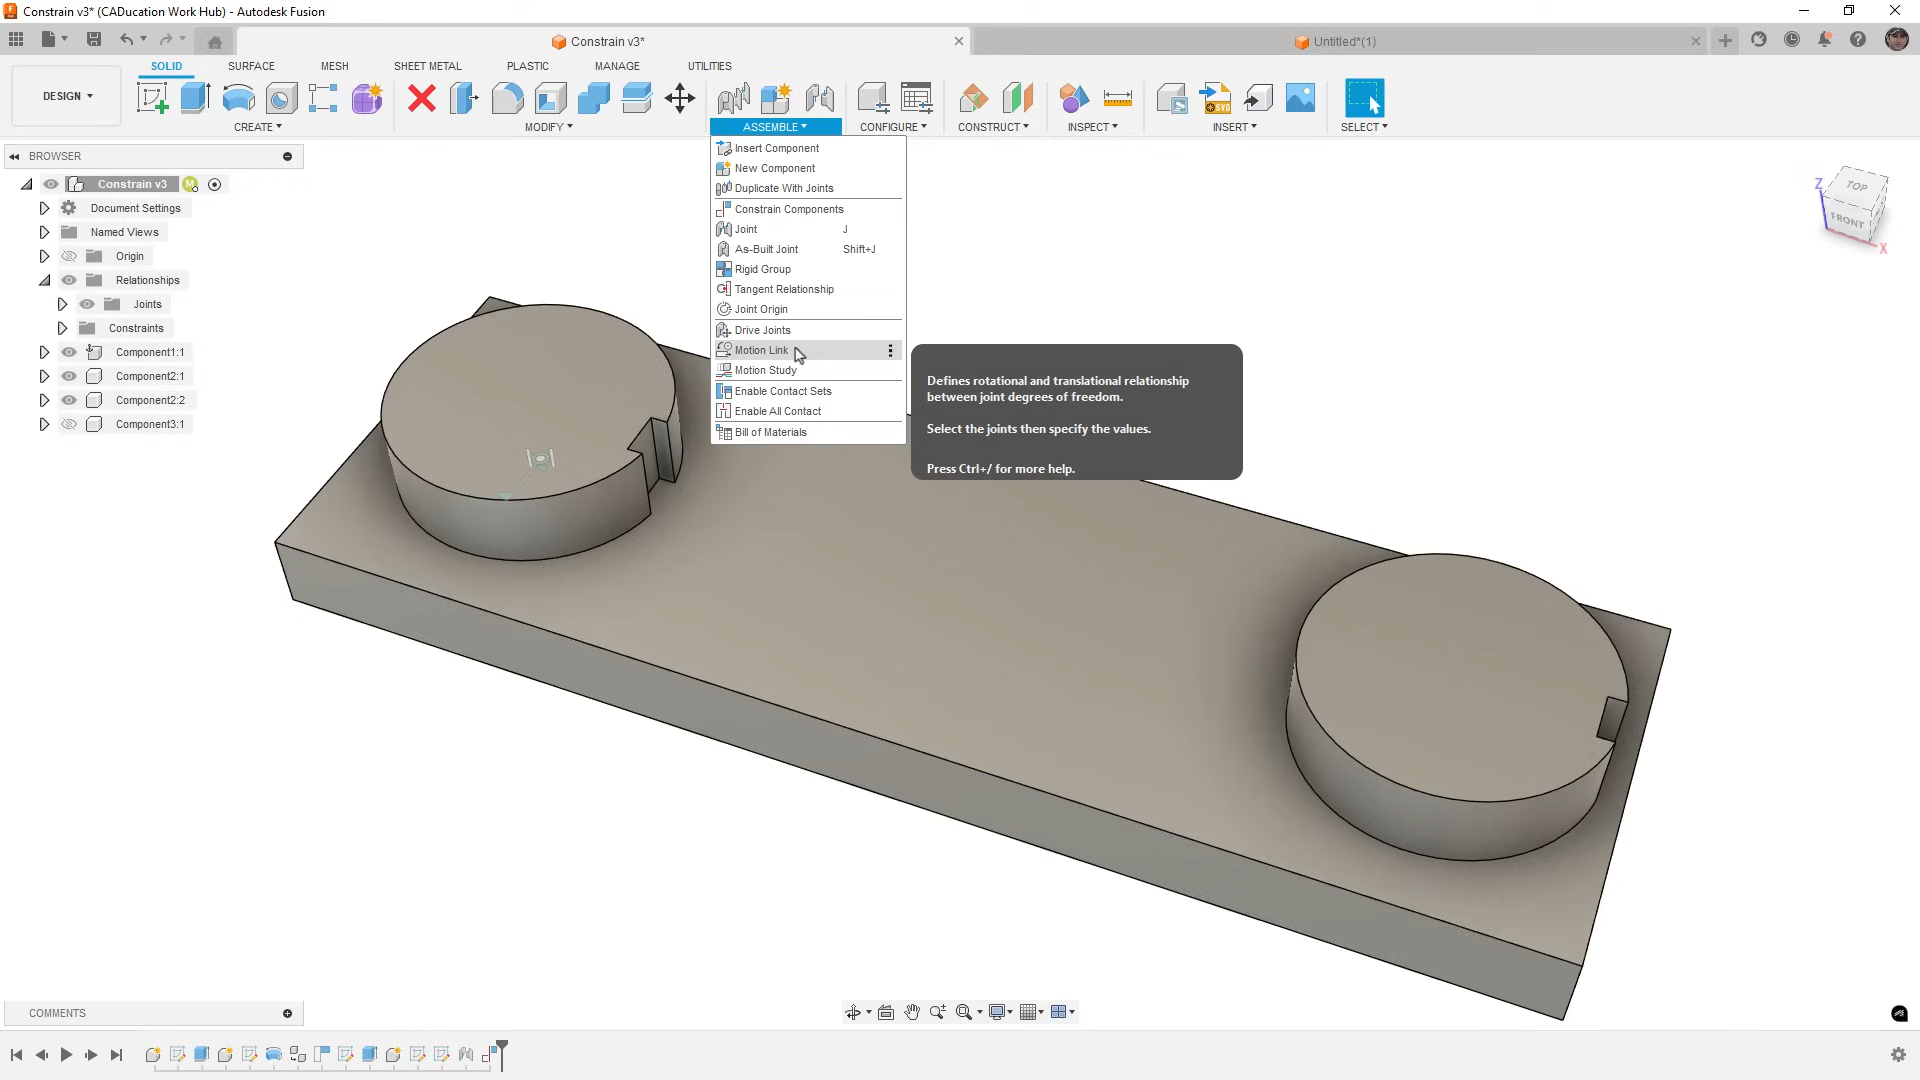 Constrain v3* (CADucation Work Hub) - Autodesk Fusion
Constrain v3*
Untitled*(1)
DESIGN
SOLID
SURFACE
MESH
SHEET METAL
PLASTIC
MANAGE
UTILITIES
CREATE
MODIFY
ASSEMBLE
CONFIGURE
CONSTRUCT
INSPECT
INSERT
SELECT
BROWSER
Constrain v3
Document Settings
Named Views
Origin
Relationships
Joints
Constraints
Component1:1
Component2:1
Component2:2
Component3:1
Insert Component
New Component
Duplicate With Joints
Constrain Components
Joint J
As-Built Joint Shift+J
Rigid Group
Tangent Relationship
Joint Origin
Drive Joints
Motion Link
Motion Study
Enable Contact Sets
Enable All Contact
Bill of Materials
Defines rotational and translational relationship
between joint degrees of freedom.
Select the joints then specify the values.
Press Ctrl+/ for more help.
TOP
FRONT
Z
X
COMMENTS